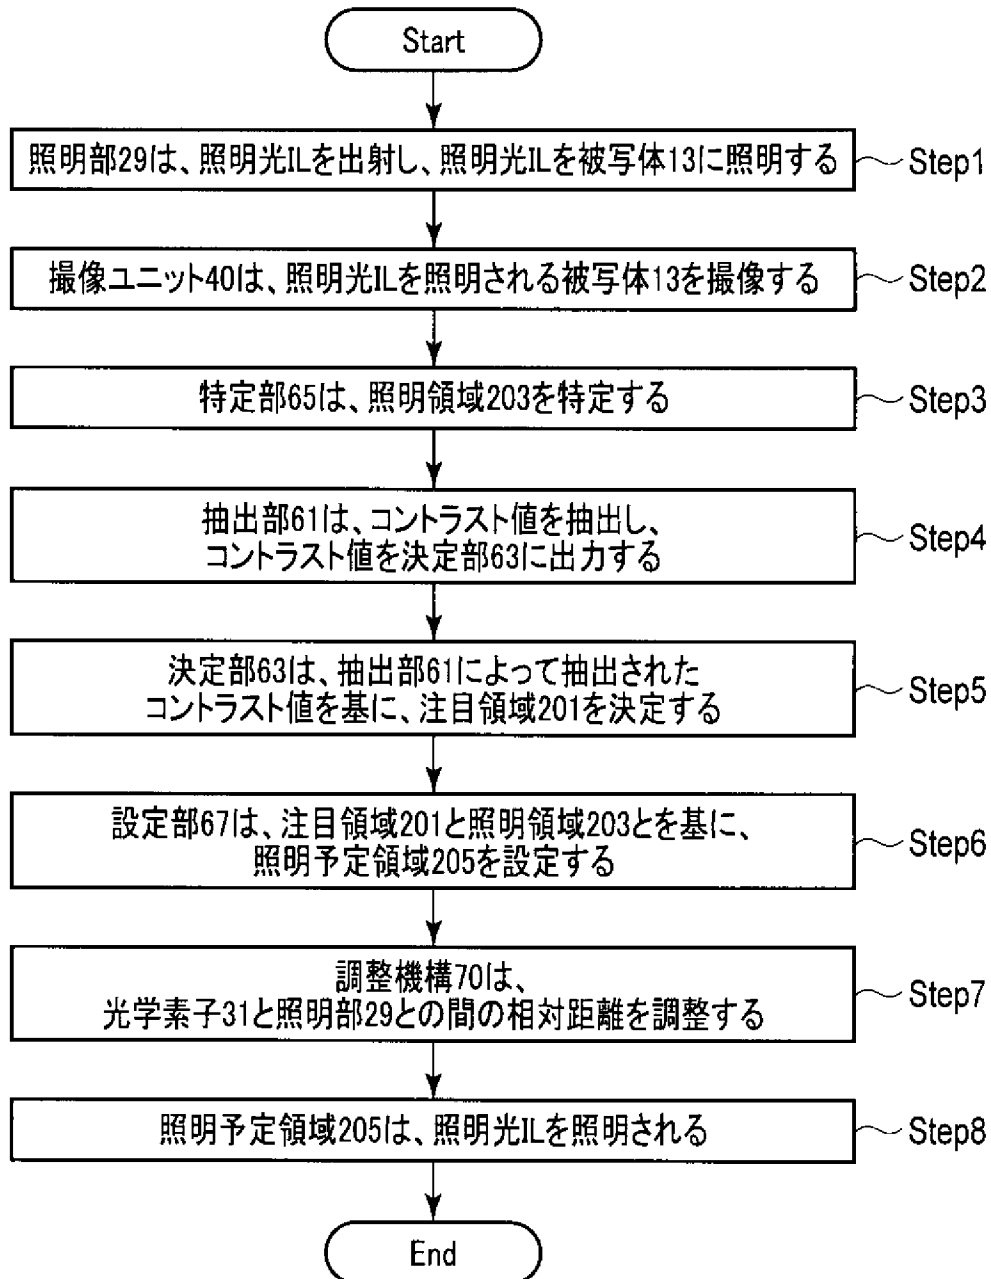 Start
照明部29は、照明光ILを出射し、照明光ILを被写体13に照明する
Step1
撮像ユニット40は、照明光ILを照明される被写体13を撮像する
Step2
特定部65は、照明領域203を特定する
Step3
抽出部61は、コントラスト値を抽出し、
コントラスト値を決定部63に出力する
Step4
決定部63は、抽出部61によって抽出された
コントラスト値を基に、注目領域201を決定する
Step5
設定部67は、注目領域201と照明領域203とを基に、
照明予定領域205を設定する
Step6
調整機構70は、
光学素子31と照明部29との間の相対距離を調整する
Step7
照明予定領域205は、照明光ILを照明される
Step8
End